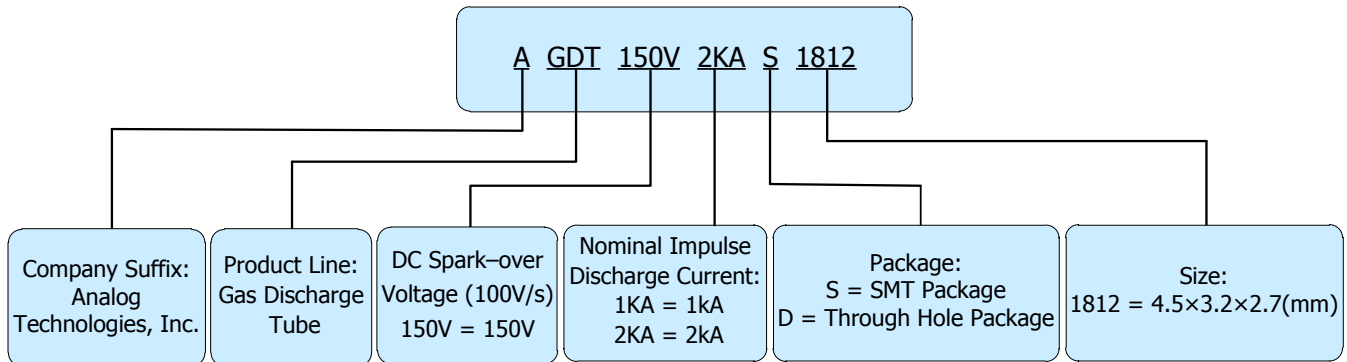 A GDT 150V 2KA S 1812
Company Suffix:
Analog
Technologies, Inc.
Product Line:
Gas Discharge
Tube
DC Spark–over
Voltage (100V/s)
150V = 150V
Nominal Impulse
Discharge Current:
1KA = 1kA
2KA = 2kA
Package:
S = SMT Package
D = Through Hole Package
Size:
1812 = 4.5×3.2×2.7(mm)